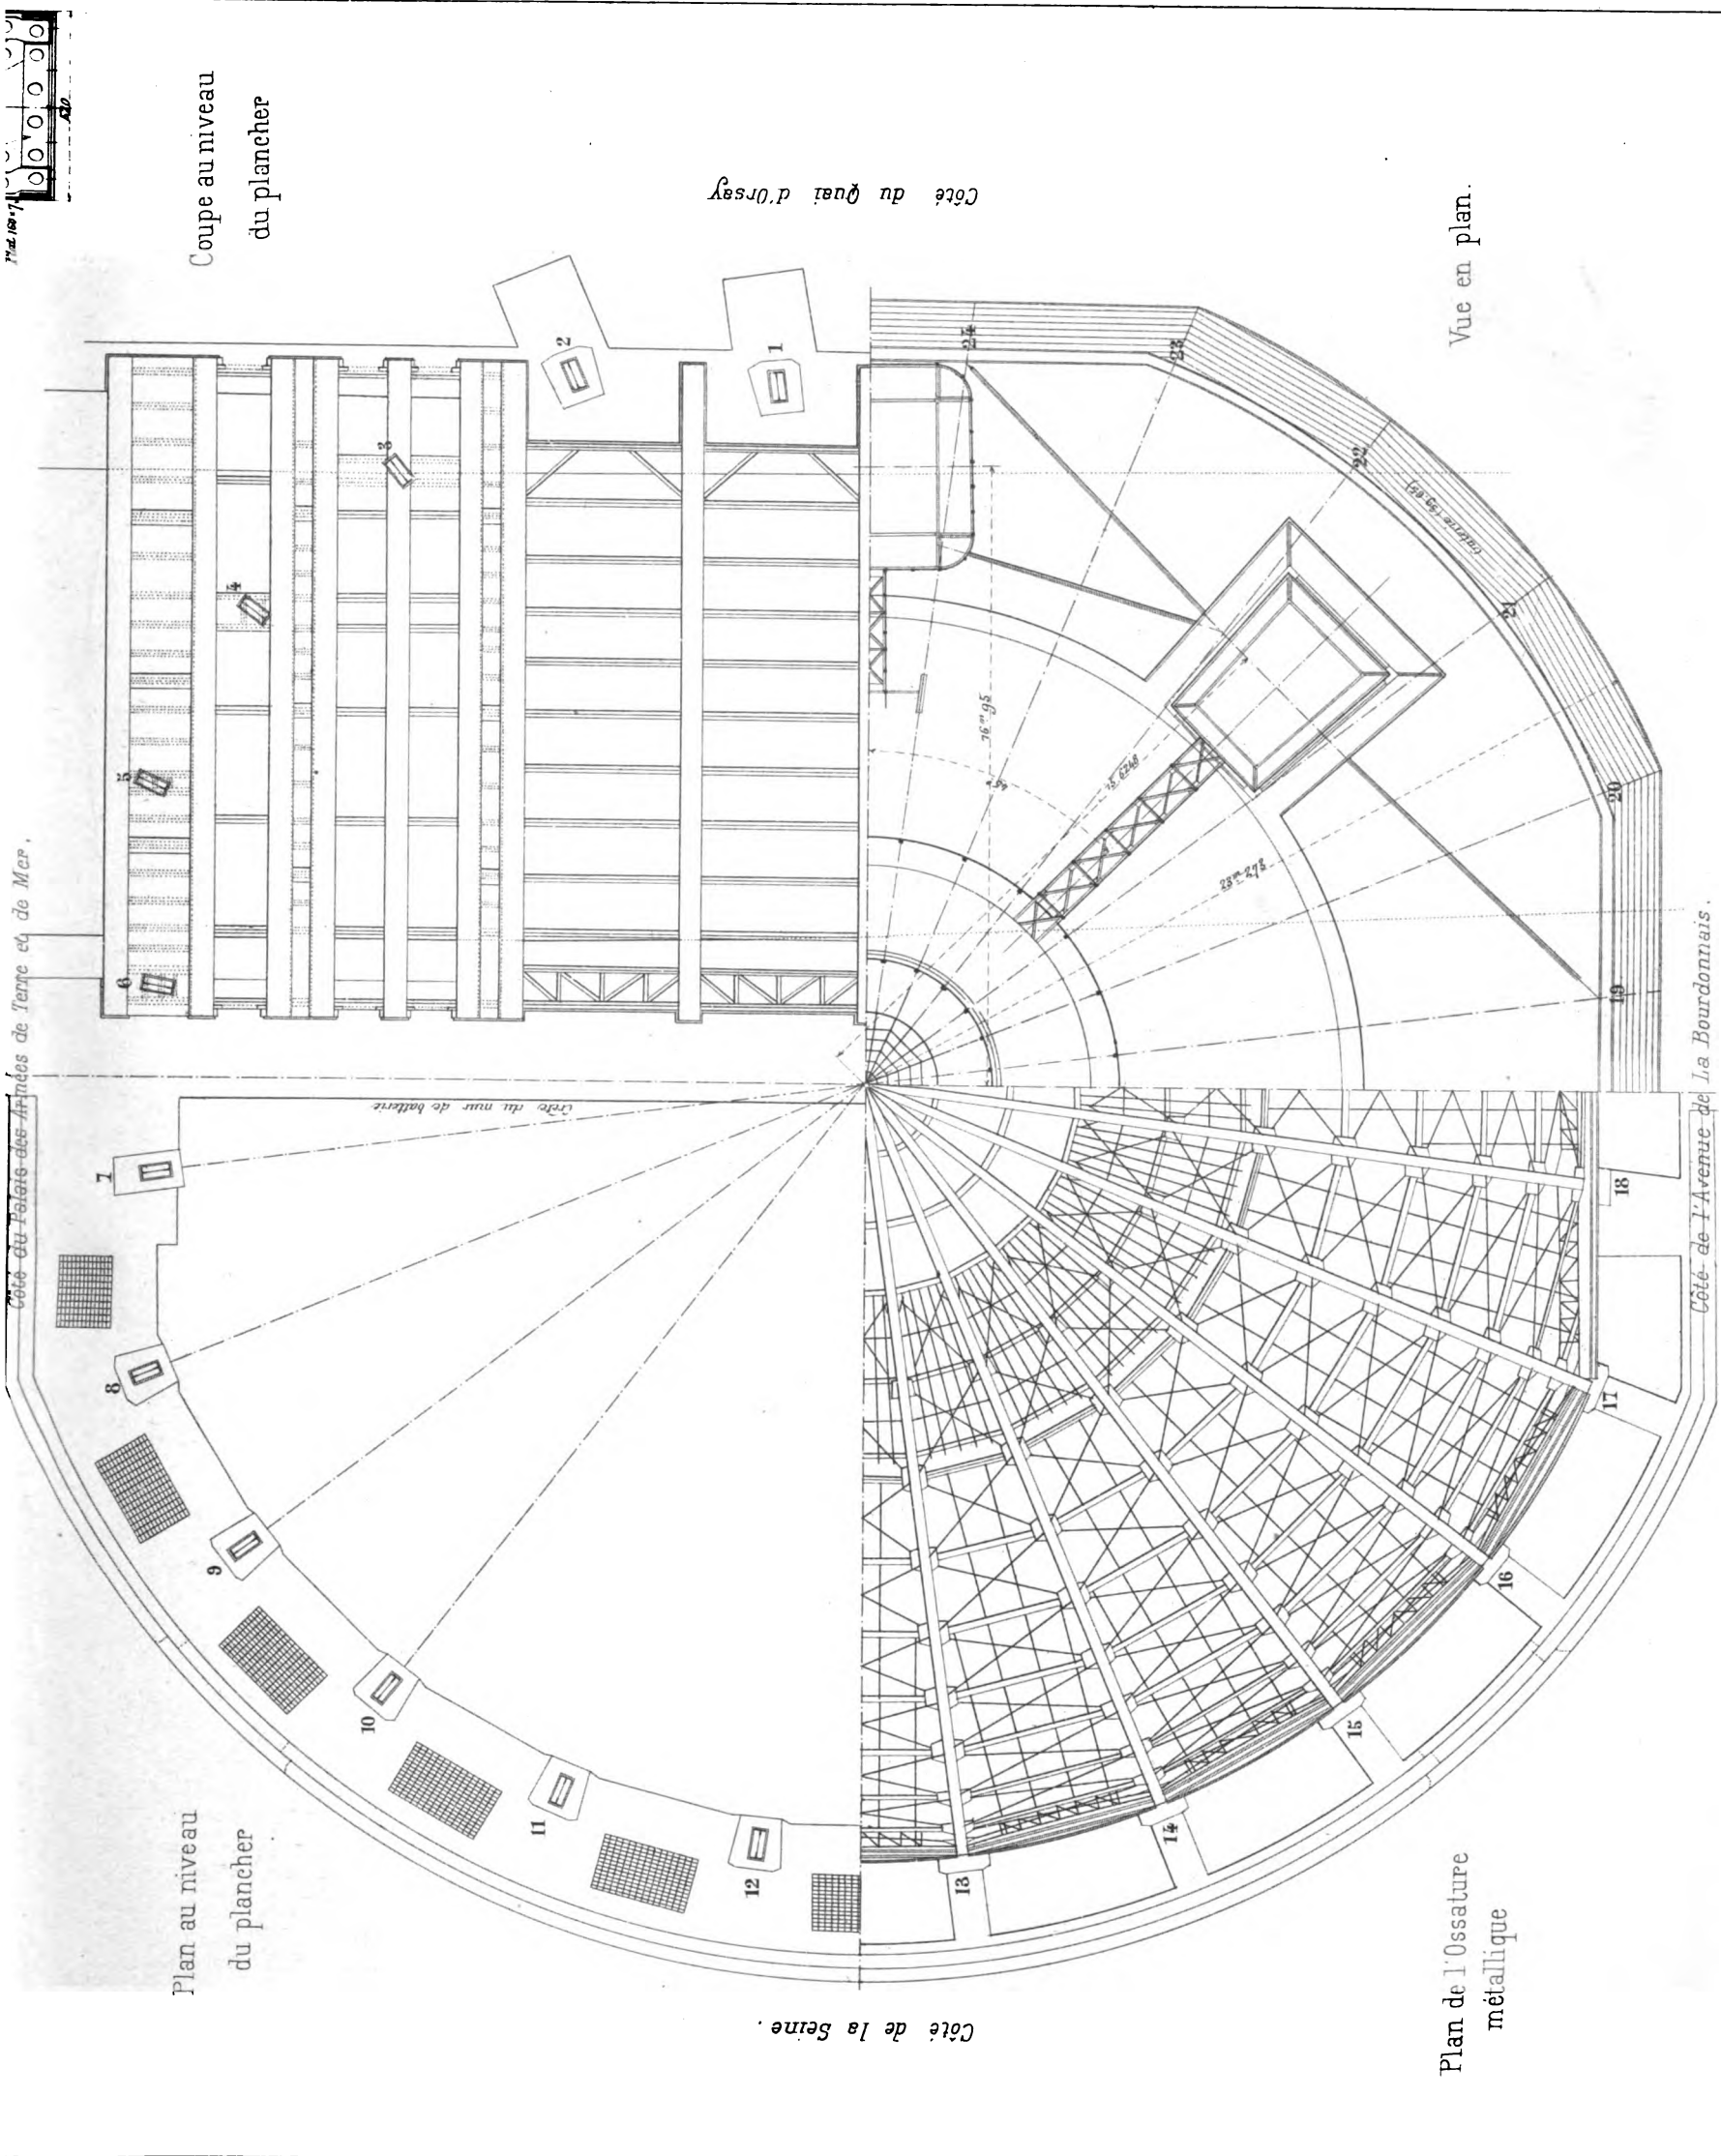 Coupe au niveau
du plancher
Côté du Quai d'Orsay
Vue en plan.
Côté du Palais des Armées de Terre et de Mer.
Côté de l'Avenue de La Bourdonnais.
Crête du mur de batterie
1
2
3
4
5
6
7
8
9
10
11
12
13
14
15
16
17
18
19
20
21
22
23
24
23m278
Plan au niveau
du plancher
Plan de l'Ossature
métallique
Côté de la Seine.